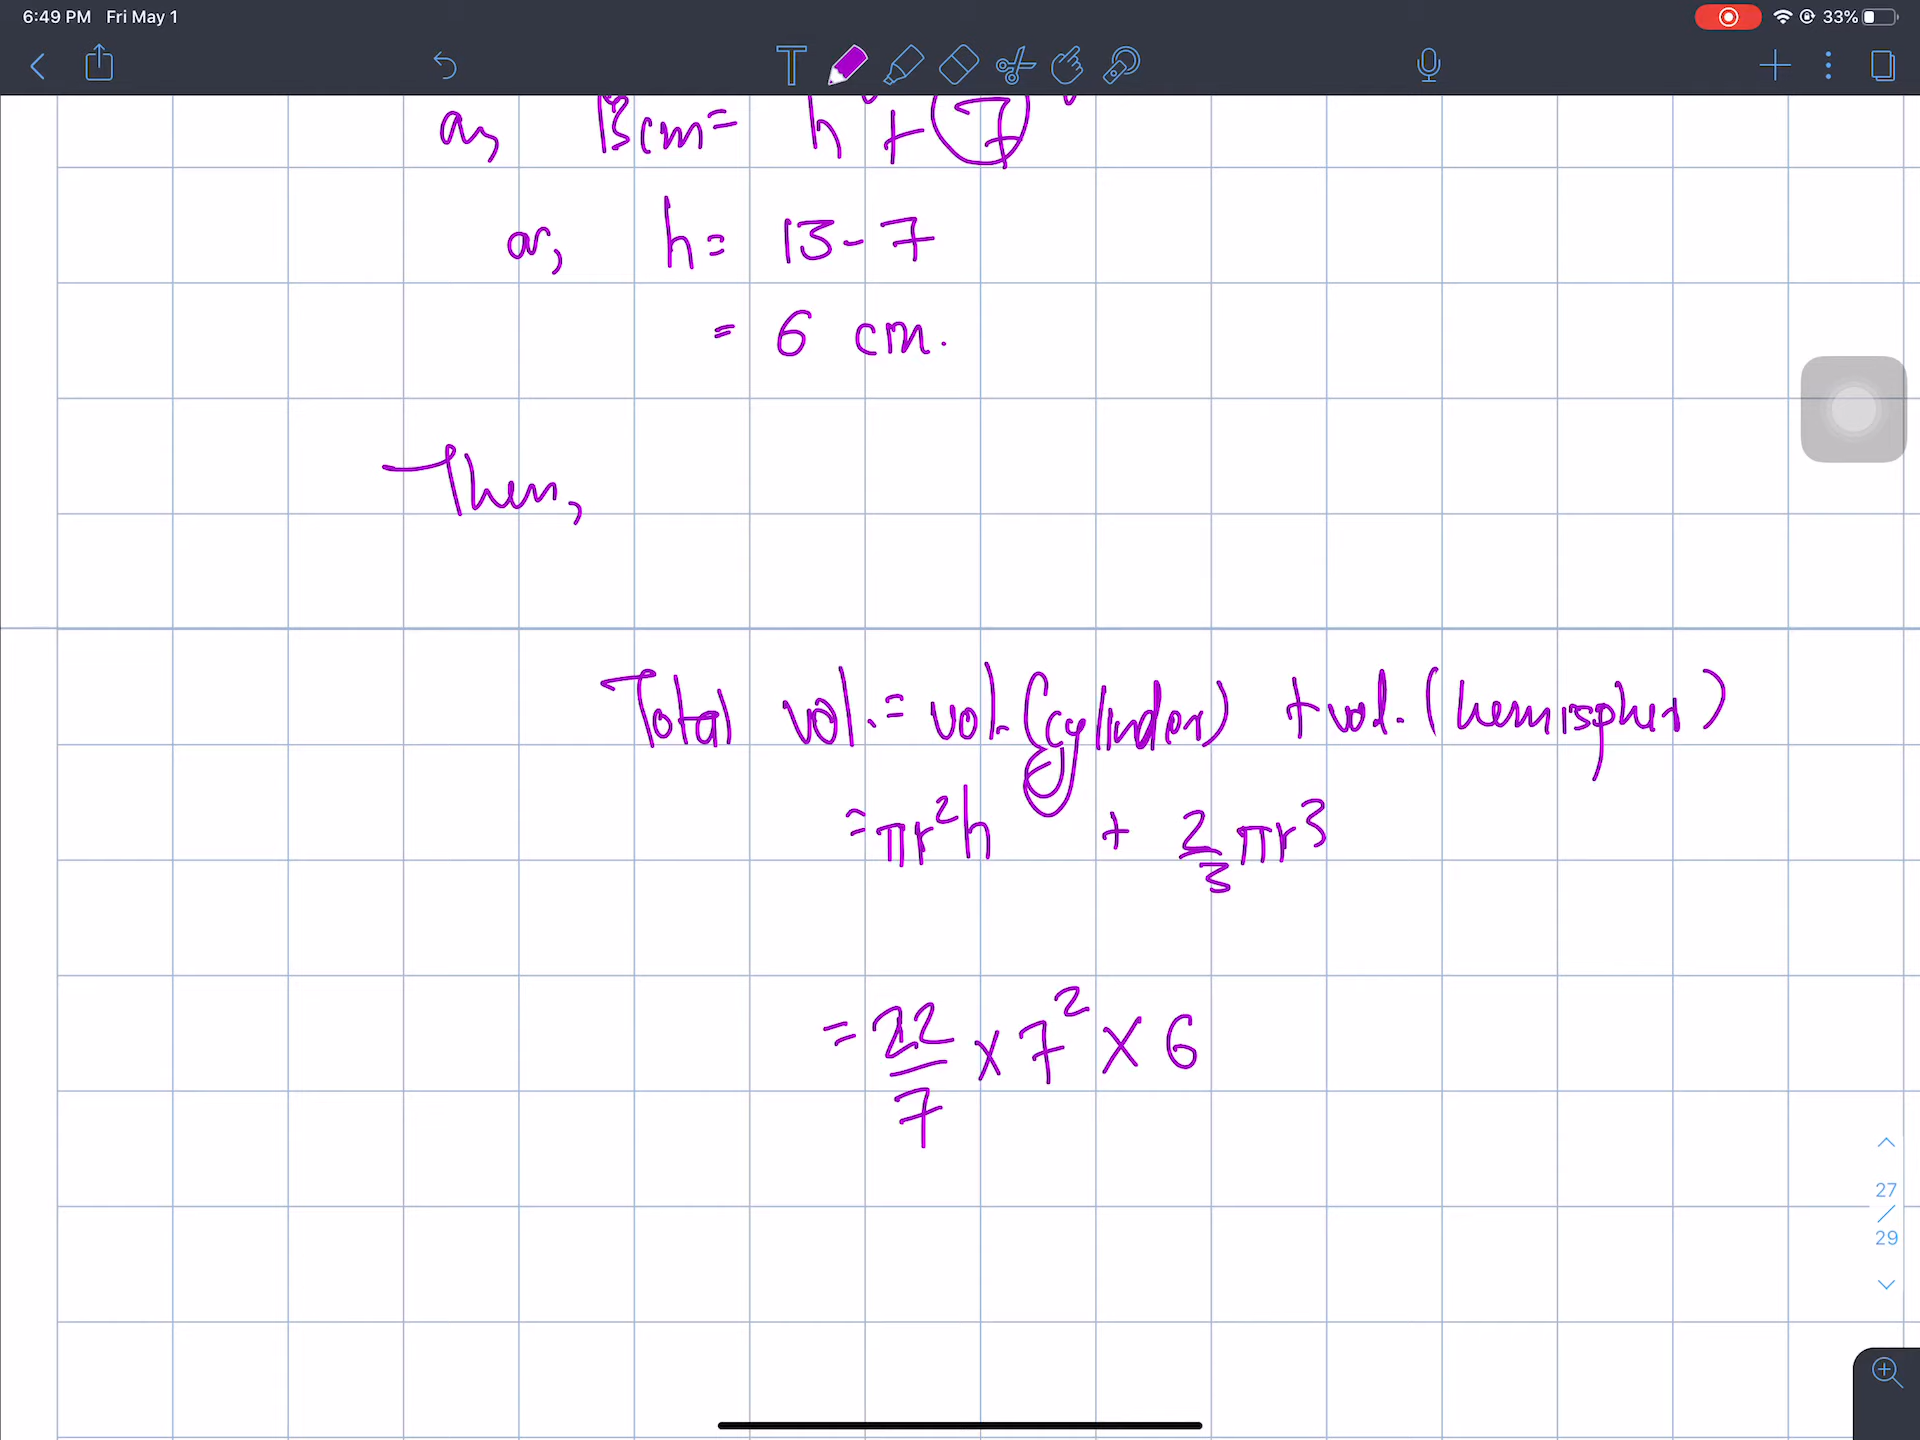 6:49 PM Fri May 1
33%
or, 13cm = h + 7
or, h = 13 - 7
= 6 cm.
Then,
Total vol. = vol. (cylinder) + vol. (hemisphere)
= πr²h + 2/3 πr³
= 22/7 × 7² × 6
27
/
29